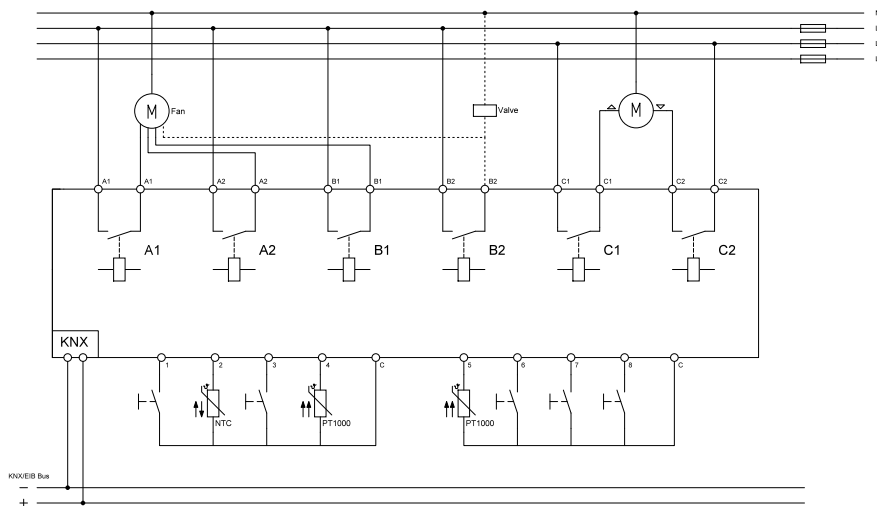 M
Fan
Valve
M
A1
A1
A2
A2
B1
B1
B2
B2
C1
C1
C2
C2
A1
A2
B1
B2
C1
C2
KNX
1
2
3
4
C
5
6
7
8
C
NTC
PT1000
PT1000
KNX/EIB Bus
−
+